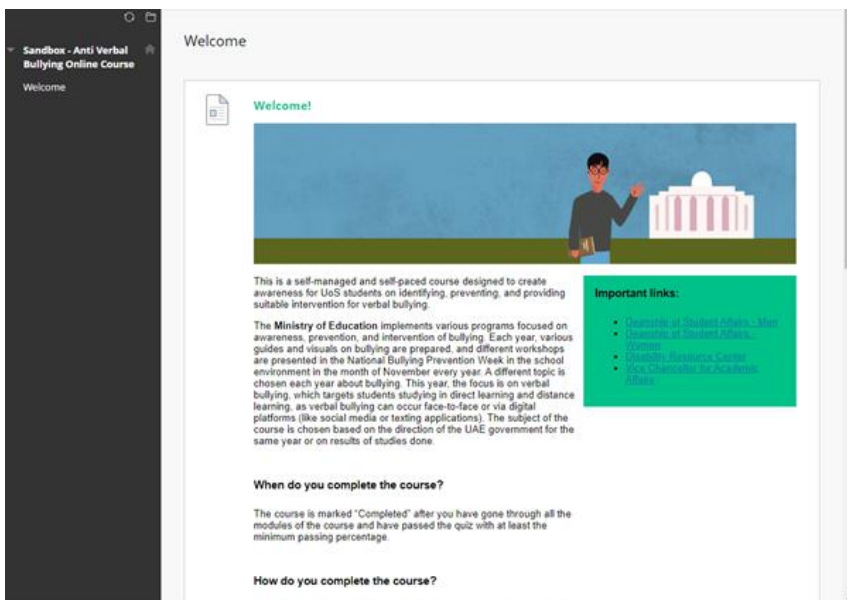 Sandbox - Anti Verbal
Bullying Online Course
Welcome
Welcome
Welcome!
This is a self-managed and self-paced course designed to create
awareness for UoS students on identifying, preventing, and providing
suitable intervention for verbal bullying.
The Ministry of Education implements various programs focused on
awareness, prevention, and intervention of bullying. Each year, various
guides and visuals on bullying are prepared, and different workshops
are presented in the National Bullying Prevention Week in the school
environment in the month of November every year. A different topic is
chosen each year about bullying. This year, the focus is on verbal
bullying, which targets students studying in direct learning and distance
learning, as verbal bullying can occur face-to-face or via digital
platforms (like social media or texting applications). The subject of the
course is chosen based on the direction of the UAE government for the
same year or on results of studies done.
Important links:
Deanship of Student Affairs - Men
Deanship of Student Affairs -
Women
Disability Resource Center
Vice Chancellor for Academic
Affairs
When do you complete the course?
The course is marked "Completed" after you have gone through all the
modules of the course and have passed the quiz with at least the
minimum passing percentage.
How do you complete the course?